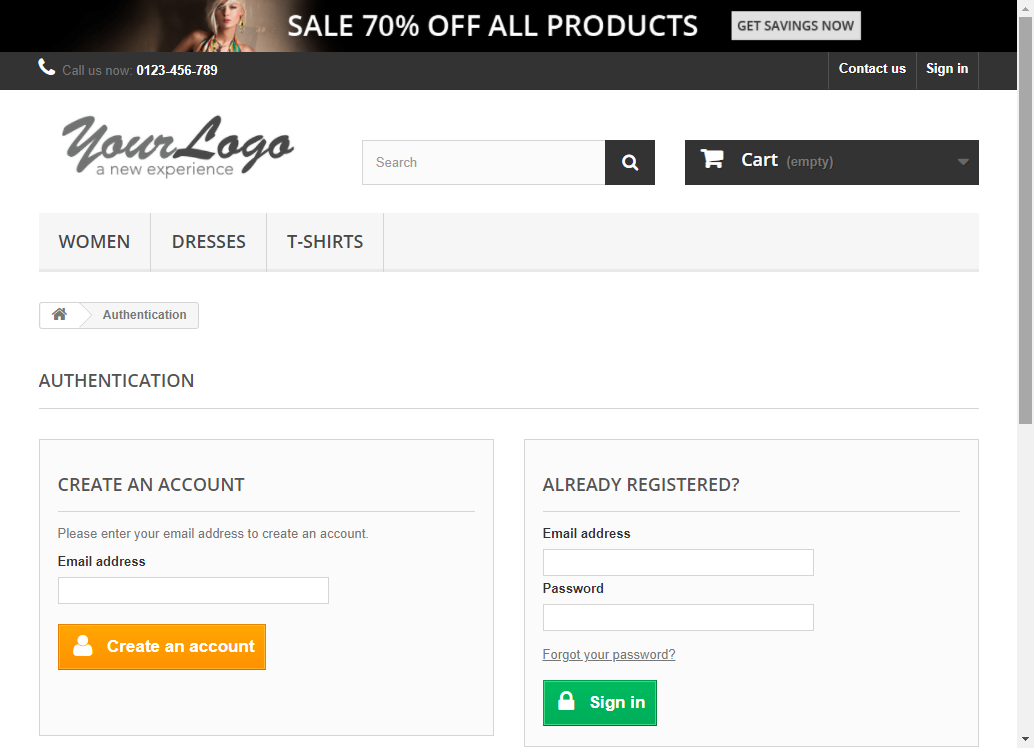 SALE 70% OFF ALL PRODUCTS GET SAVINGS NOW
Call us now: 0123-456-789 Contact us Sign in
YourLogo
a new experience
Search
Cart (empty)
WOMEN DRESSES T-SHIRTS
Authentication
AUTHENTICATION
CREATE AN ACCOUNT
Please enter your email address to create an account.
Email address
Create an account
ALREADY REGISTERED?
Email address
Password
Forgot your password?
Sign in